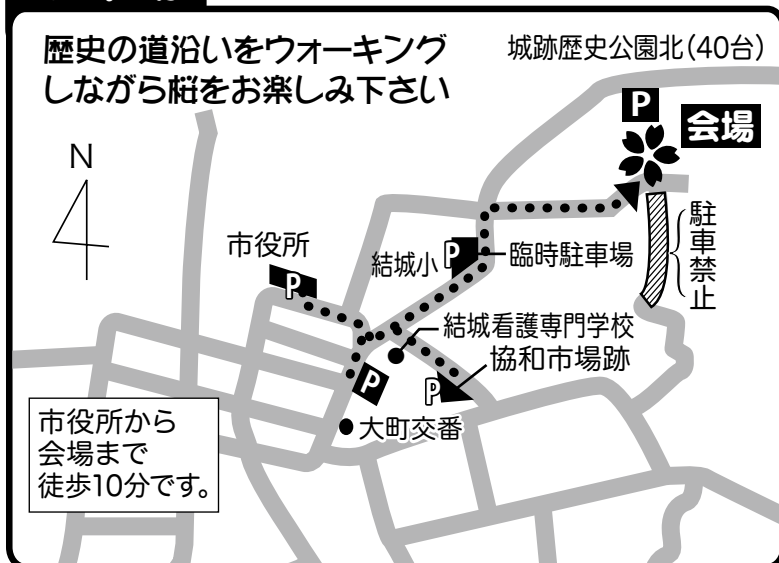 歴史の道沿いをウォーキング
しながら桜をお楽しみ下さい
城跡歴史公園北(40台)
P
会場
N
市役所
P
結城小
P
臨時駐車場
駐車禁止
結城看護専門学校
協和市場跡
P
P
大町交番
市役所から
会場まで
徒歩10分です。